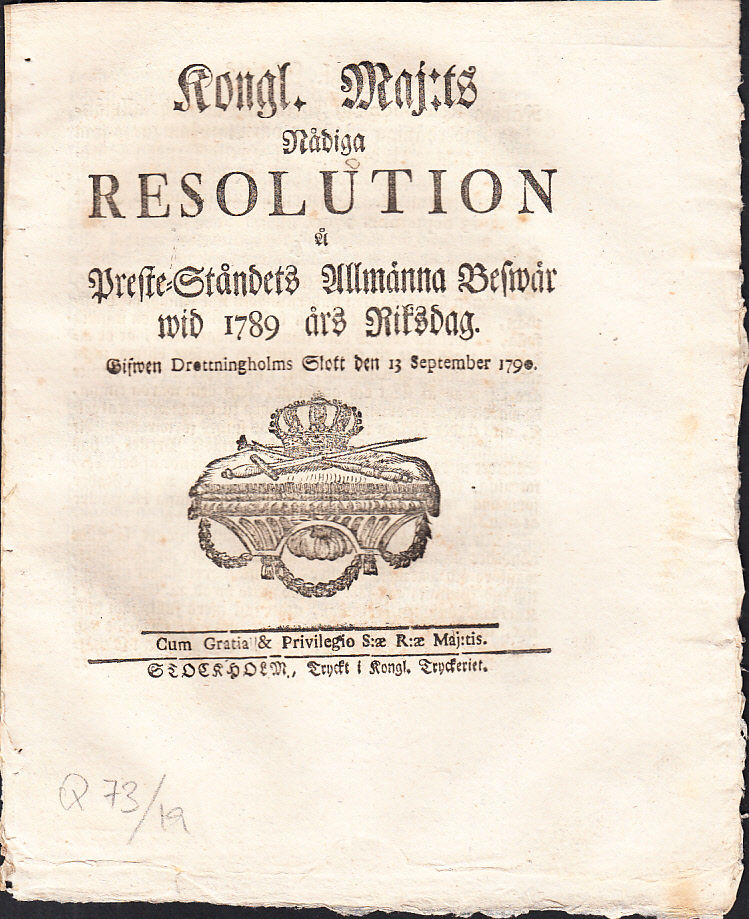 Kongl. Maj:ts
Nådiga
RESOLUTION
Å
Preste-Ståndets Allmänna Beswär
wid 1789 års Riksdag.
Gifwen Drottningholms Slott den 13 September 1790.
Cum Gratia & Privilegio S:æ R:æ Maj:tis.
STOCKHOLM, Tryckt i Kongl. Tryckeriet.
Q 73/19